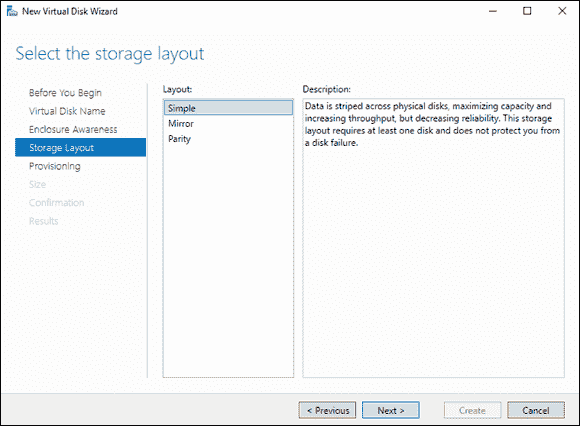 New Virtual Disk Wizard
Select the storage layout
Before You Begin
Virtual Disk Name
Enclosure Awareness
Storage Layout
Provisioning
Size
Confirmation
Results
Layout:
Simple
Mirror
Parity
Description:
Data is striped across physical disks, maximizing capacity and
increasing throughput, but decreasing reliability. This storage
layout requires at least one disk and does not protect you from
a disk failure.
< Previous
Next >
Create
Cancel